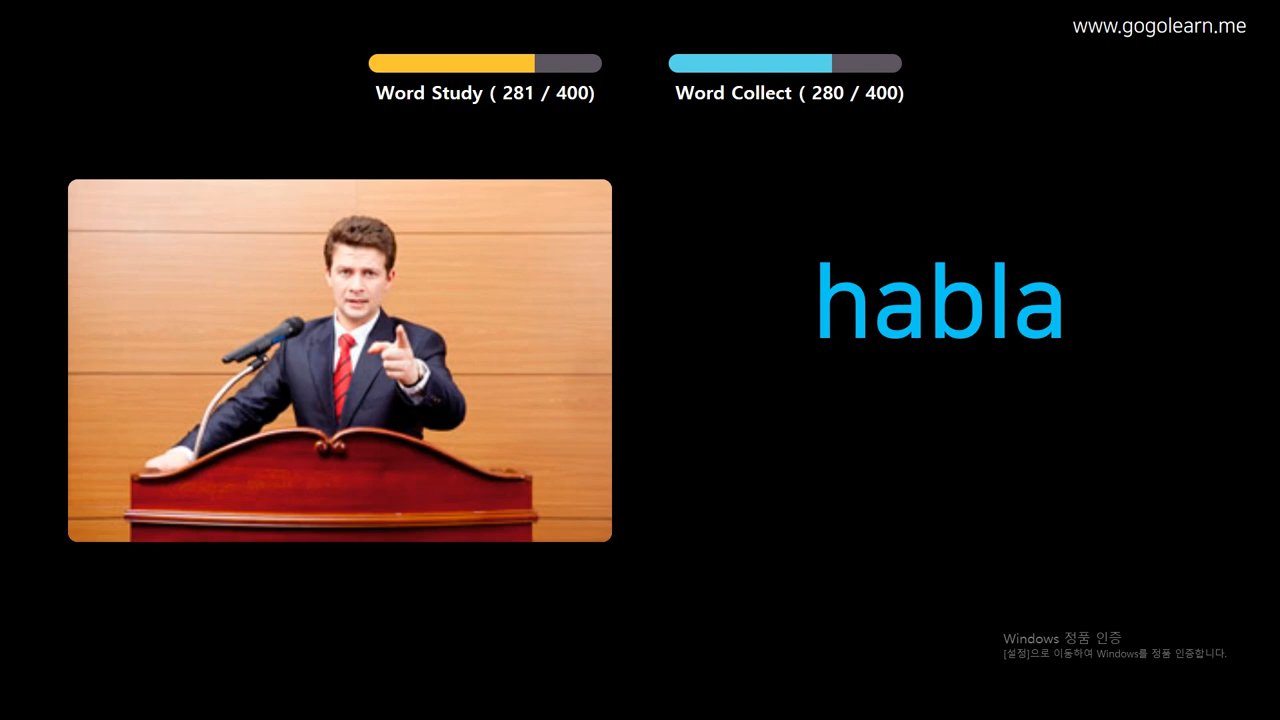 www.gogolearn.me
Word Study ( 281 / 400)
Word Collect ( 280 / 400)
habla
Windows 정품 인증
[설정]으로 이동하여 Windows를 정품 인증합니다.